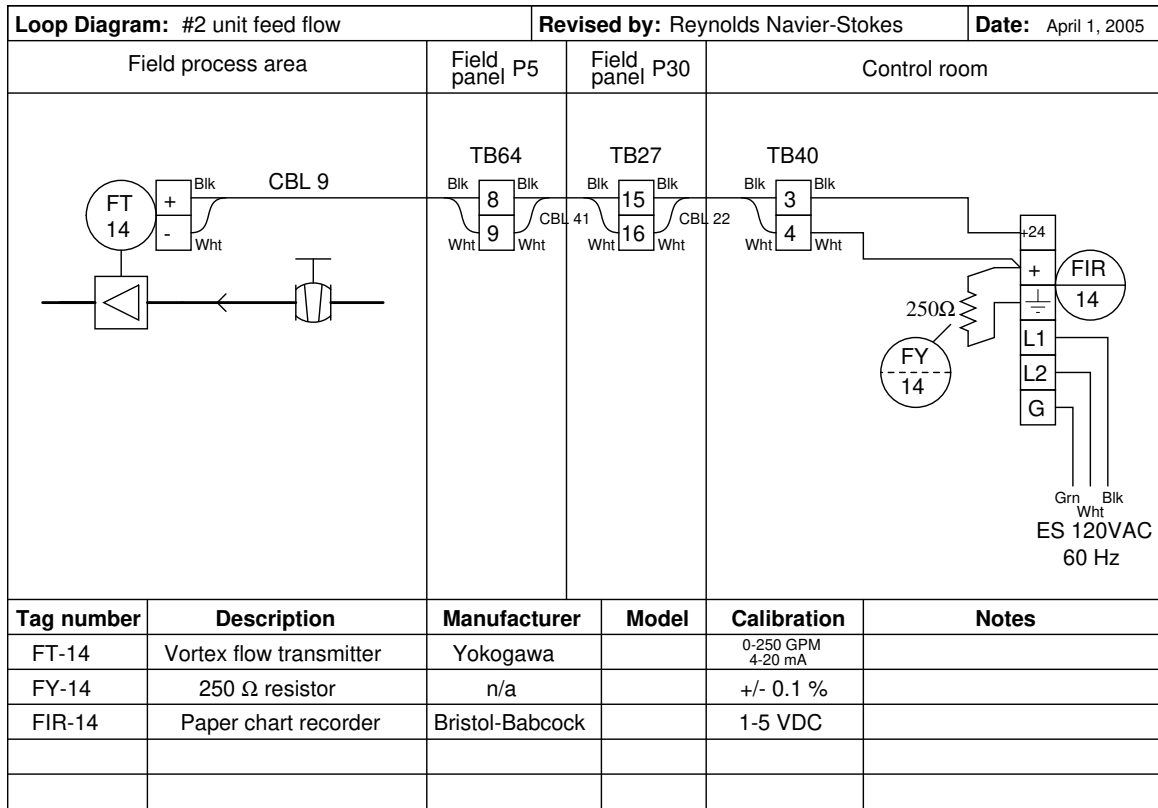 Loop Diagram: #2 unit feed flow Revised by: Reynolds Navier-Stokes Date: April 1, 2005
Field process area
Field panel P5
Field panel P30
Control room
TB64
TB27
TB40
CBL 9
Blk
Blk
Blk
Blk
Blk
Blk
Blk
FT
14
+
-
Wht
8
9
Wht
Wht
CBL 41
15
16
Wht
Wht
CBL 22
3
4
Wht
Wht
+24
+
FIR
14
250Ω
FY
14
L1
L2
G
Grn
Wht
Blk
ES 120VAC
60 Hz
Tag number Description Manufacturer Model Calibration Notes
FT-14 Vortex flow transmitter Yokogawa 0-250 GPM
4-20 mA
FY-14 250 Ω resistor n/a +/- 0.1 %
FIR-14 Paper chart recorder Bristol-Babcock 1-5 VDC